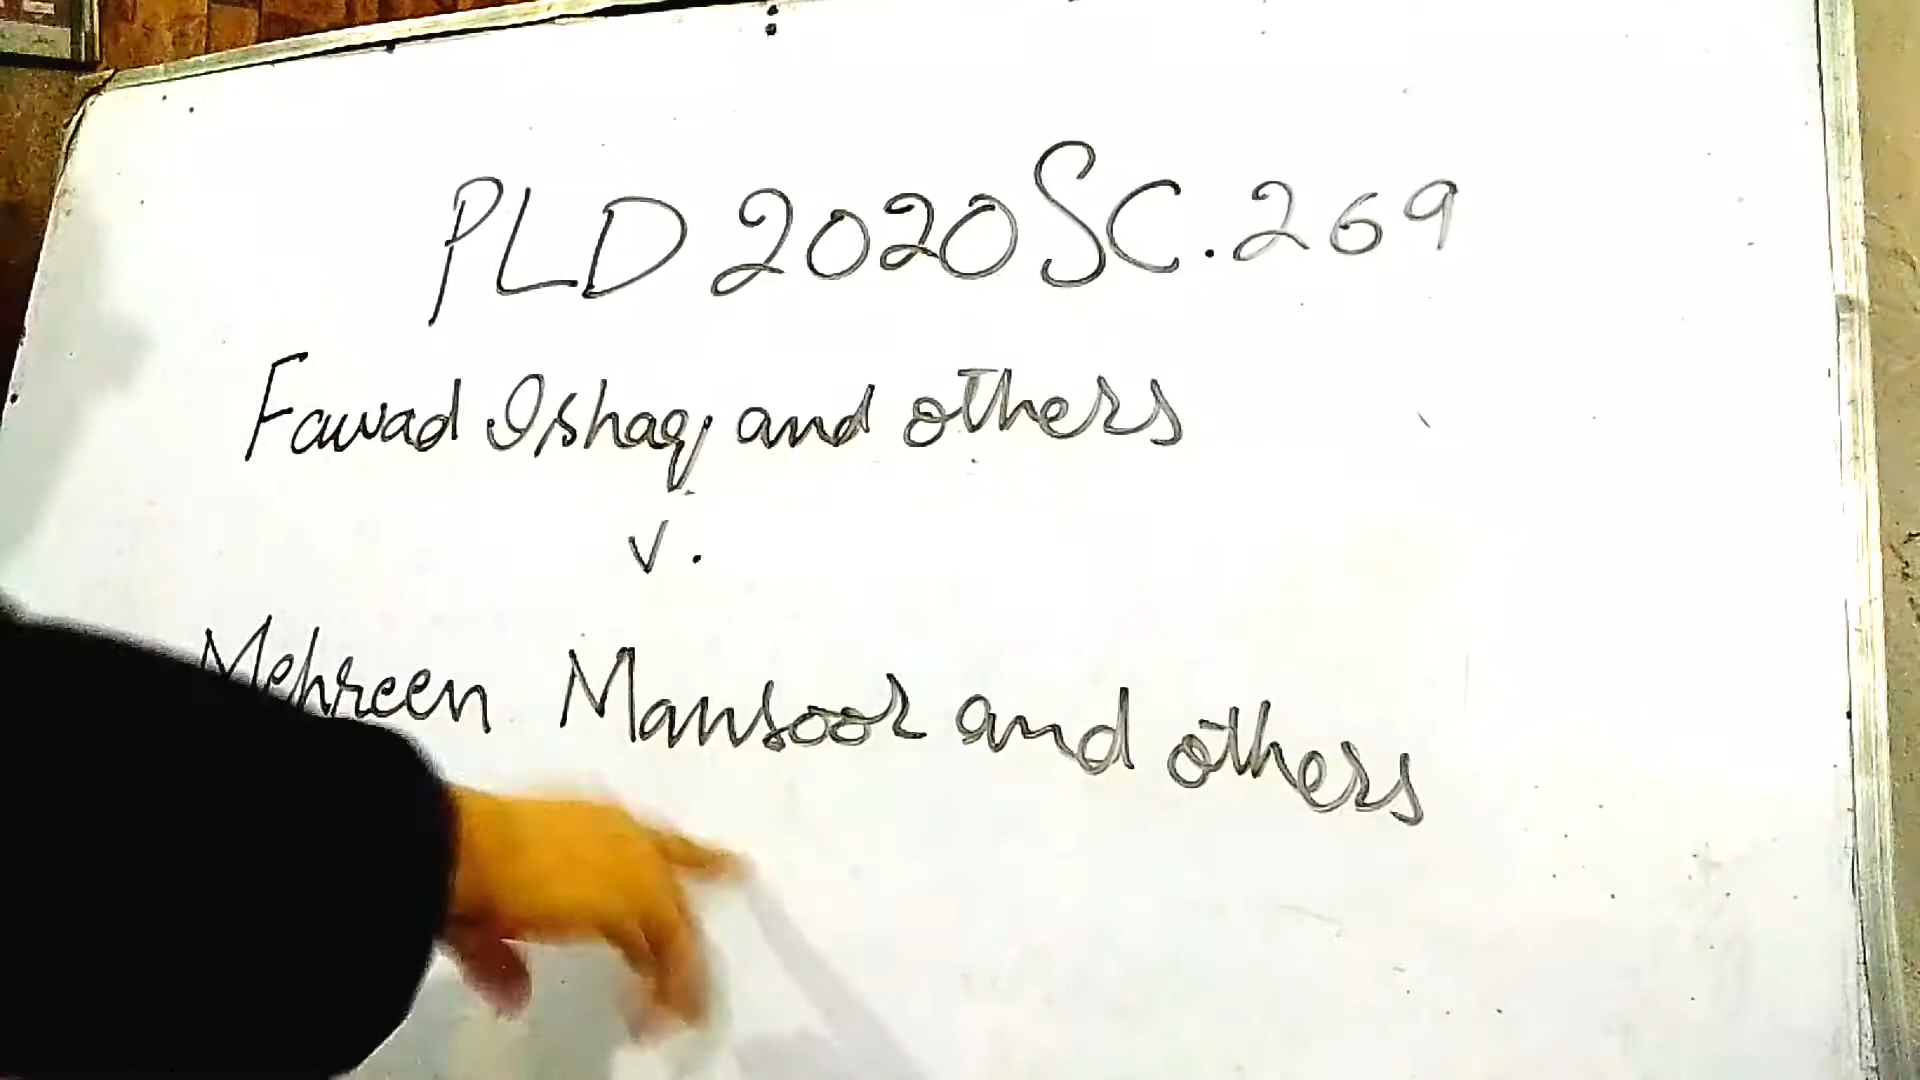 PLD 2020 SC. 269
Fawad Ishaq and others
V.
Mehreen Mansoor and others